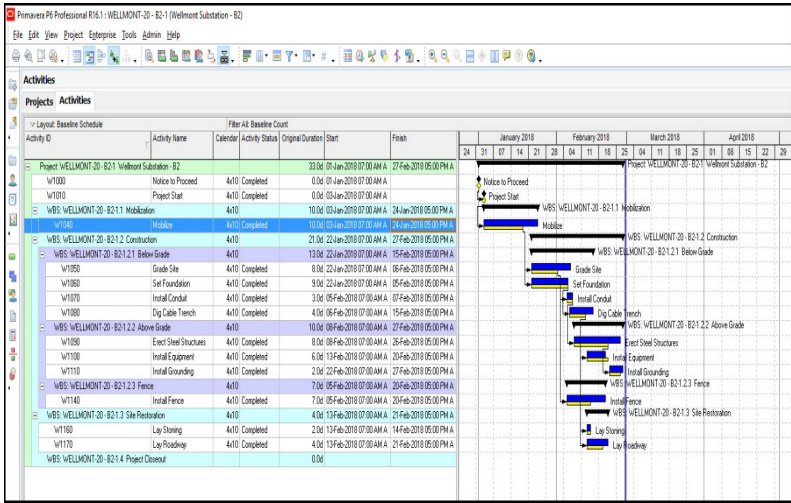 Primavera P6 Professional R16.1 : WELLMONT-20 - B2-1 (Wellmont Substation - B2)
File Edit View Project Enterprise Tools Admin Help
Activities
Projects Activities
Layout: Baseline Schedule Filter All: Baseline Count
Activity ID Activity Name Calendar Activity Status Original Duration Start Finish
January 2018 February 2018 March 2018 April 2018
24 31 07 14 21 28 04 11 18 25 04 11 18 25 01 08 15 22 29
Project: WELLMONT-20 - B2-1 Wellmont Substation - B2 33.0d 01-Jan-2018 07:00 AM A 27-Feb-2018 05:00 PM A Project: WELLMONT-20 - B2-1 Wellmont Substation - B2
W1000 Notice to Proceed 4x10 Completed 0.0d 01-Jan-2018 07:00 AM A Notice to Proceed
W1010 Project Start 4x10 Completed 0.0d 03-Jan-2018 07:00 AM A Project Start
WBS: WELLMONT-20 - B2-1.1 Mobilization 4x10 10.0d 03-Jan-2018 07:00 AM A 24-Jan-2018 05:00 PM A WBS: WELLMONT-20 - B2-1.1 Mobilization
W1040 Mobilize 4x10 Completed 10.0d 03-Jan-2018 07:00 AM A 24-Jan-2018 05:00 PM A Mobilize
WBS: WELLMONT-20 - B2-1.2 Construction 4x10 21.0d 22-Jan-2018 07:00 AM A 27-Feb-2018 05:00 PM A WBS: WELLMONT-20 - B2-1.2 Construction
WBS: WELLMONT-20 - B2-1.2.1 Below Grade 4x10 13.0d 22-Jan-2018 07:00 AM A 15-Feb-2018 05:00 PM A WBS: WELLMONT-20 - B2-1.2.1 Below Grade
W1050 Grade Site 4x10 Completed 8.0d 22-Jan-2018 07:00 AM A 06-Feb-2018 05:00 PM A Grade Site
W1060 Set Foundation 4x10 Completed 9.0d 22-Jan-2018 07:00 AM A 05-Feb-2018 05:00 PM A Set Foundation
W1070 Install Conduit 4x10 Completed 3.0d 05-Feb-2018 07:00 AM A 07-Feb-2018 05:00 PM A Install Conduit
W1080 Dig Cable Trench 4x10 Completed 4.0d 06-Feb-2018 07:00 AM A 15-Feb-2018 05:00 PM A Dig Cable Trench
WBS: WELLMONT-20 - B2-1.2.2 Above Grade 4x10 10.0d 08-Feb-2018 07:00 AM A 27-Feb-2018 05:00 PM A WBS: WELLMONT-20 - B2-1.2.2 Above Grade
W1090 Erect Steel Structures 4x10 Completed 8.0d 08-Feb-2018 07:00 AM A 26-Feb-2018 05:00 PM A Erect Steel Structures
W1100 Install Equipment 4x10 Completed 6.0d 13-Feb-2018 07:00 AM A 20-Feb-2018 05:00 PM A Install Equipment
W1110 Install Grounding 4x10 Completed 2.0d 22-Feb-2018 07:00 AM A 27-Feb-2018 05:00 PM A Install Grounding
WBS: WELLMONT-20 - B2-1.2.3 Fence 4x10 7.0d 05-Feb-2018 07:00 AM A 20-Feb-2018 05:00 PM A WBS: WELLMONT-20 - B2-1.2.3 Fence
W1140 Install Fence 4x10 Completed 7.0d 05-Feb-2018 07:00 AM A 20-Feb-2018 05:00 PM A Install Fence
WBS: WELLMONT-20 - B2-1.3 Site Restoration 4x10 4.0d 13-Feb-2018 07:00 AM A 21-Feb-2018 05:00 PM A WBS: WELLMONT-20 - B2-1.3 Site Restoration
W1160 Lay Stoning 4x10 Completed 2.0d 13-Feb-2018 07:00 AM A 14-Feb-2018 05:00 PM A Lay Stoning
W1170 Lay Roadway 4x10 Completed 4.0d 13-Feb-2018 07:00 AM A 21-Feb-2018 05:00 PM A Lay Roadway
WBS: WELLMONT-20 - B2-1.4 Project Closeout 0.0d